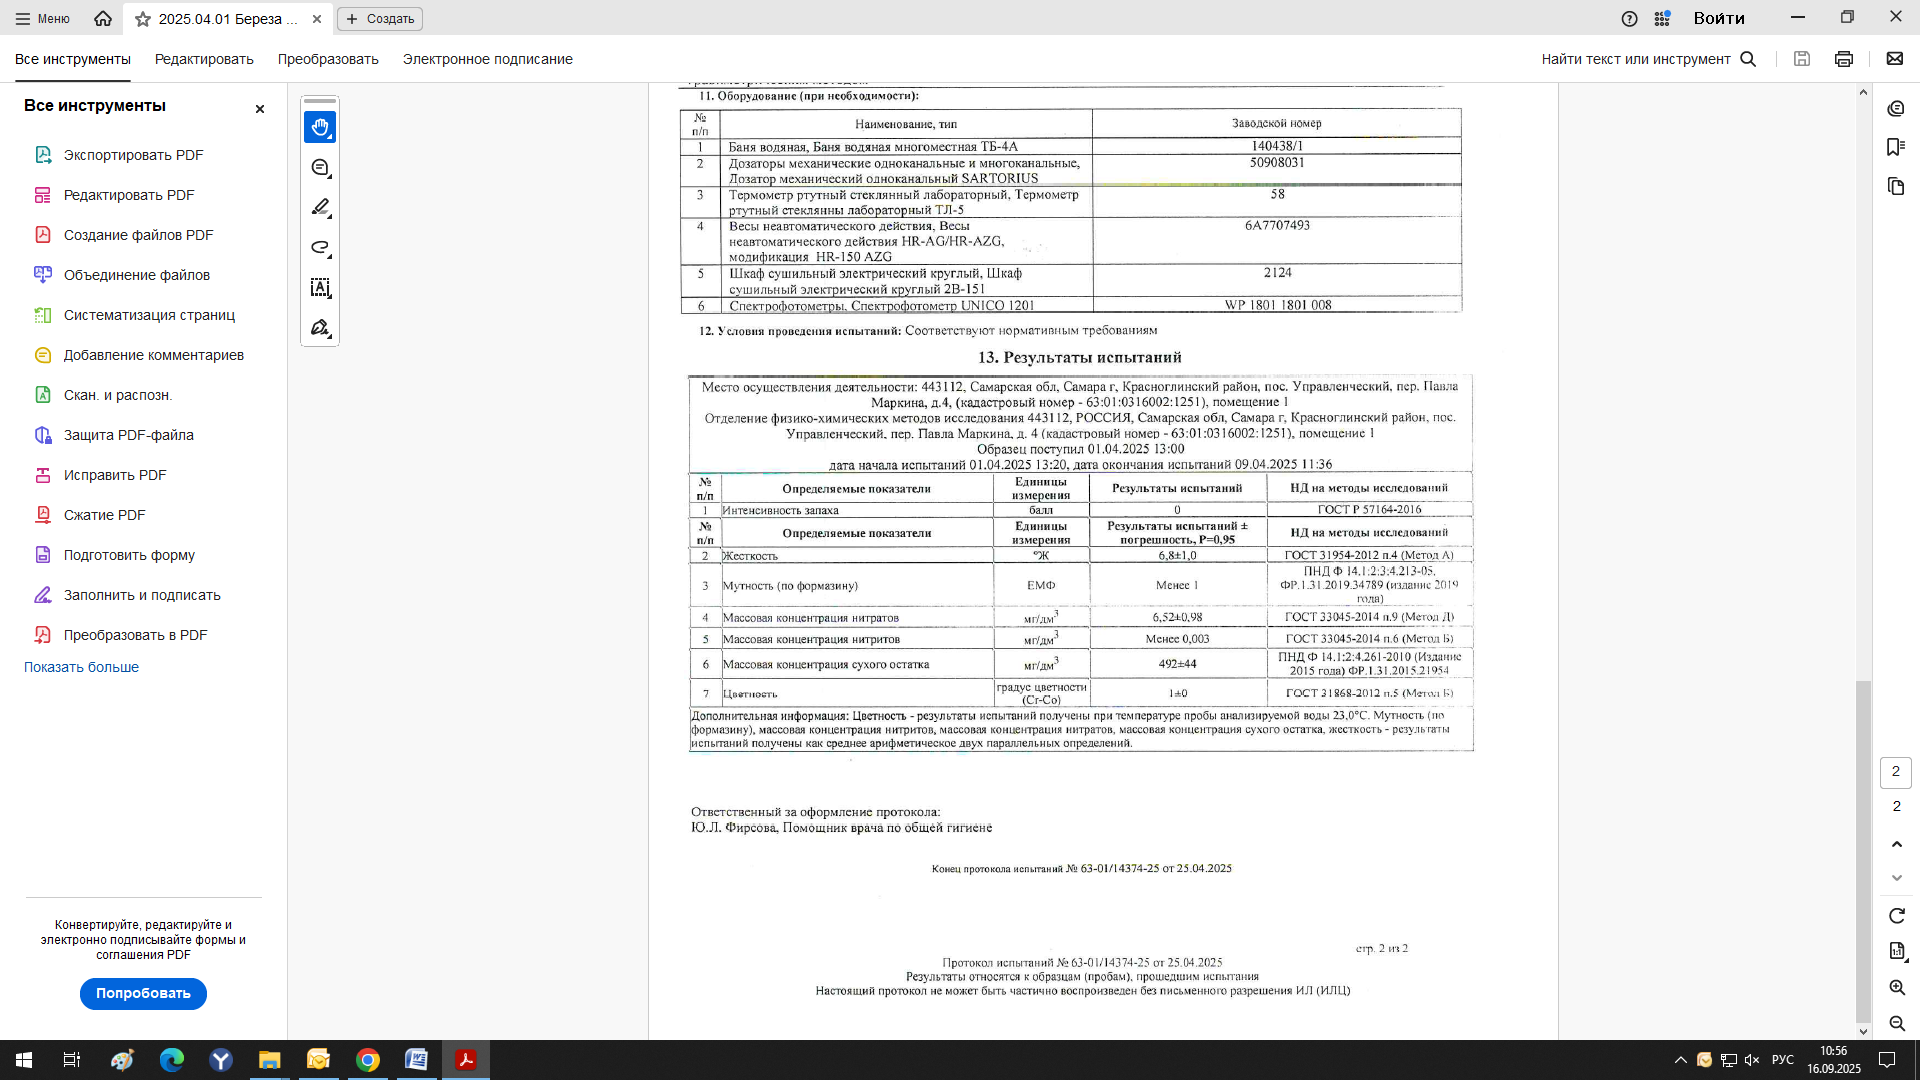 Меню
2025.04.01 Береза ...
Создать
Войти
Все инструменты
Редактировать
Преобразовать
Электронное подписание
Найти текст или инструмент
Все инструменты
Экспортировать PDF
Редактировать PDF
Создание файлов PDF
Объединение файлов
Систематизация страниц
Добавление комментариев
Скан. и распозн.
Защита PDF-файла
Исправить PDF
Сжатие PDF
Подготовить форму
Заполнить и подписать
Преобразовать в PDF
Показать больше
Конвертируйте, редактируйте и
электронно подписывайте формы и
соглашения PDF
Попробовать
11. Оборудование (при необходимости):
№ п/п Наименование, тип Заводской номер
1 Баня водяная, Баня водяная многоместная ТБ-4А 140438/1
2 Дозаторы механические одноканальные и многоканальные, 50908031
Дозатор механический одноканальный SARTORIUS
3 Термометр ртутный стеклянный лабораторный, Термометр 58
ртутный стеклянны лабораторный ТЛ-5
4 Весы неавтоматического действия, Весы 6A7707493
неавтоматического действия HR-AG/HR-AZG,
модификация HR-150 AZG
5 Шкаф сушильный электрический круглый, Шкаф 2124
сушильный электрический круглый 2В-151
6 Спектрофотометры, Спектрофотометр UNICO 1201 WP 1801 1801 008
12. Условия проведения испытаний: Соответствуют нормативным требованиям
13. Результаты испытаний
Место осуществления деятельности: 443112, Самарская обл, Самара г, Красноглинский район, пос. Управленческий, пер. Павла
Маркина, д.4, (кадастровый номер - 63:01:0316002:1251), помещение 1
Отделение физико-химических методов исследования 443112, РОССИЯ, Самарская обл, Самара г, Красноглинский район, пос.
Управленческий, пер. Павла Маркина, д. 4 (кадастровый номер - 63:01:0316002:1251), помещение 1
Образец поступил 01.04.2025 13:00
дата начала испытаний 01.04.2025 13:20, дата окончания испытаний 09.04.2025 11:36
№ п/п Определяемые показатели Единицы измерения Результаты испытаний НД на методы исследований
1 Интенсивность запаха балл 0 ГОСТ Р 57164-2016
№ п/п Определяемые показатели Единицы измерения Результаты испытаний ± погрешность, P=0,95 НД на методы исследований
2 Жесткость °Ж 6,8±1,0 ГОСТ 31954-2012 п.4 (Метод А)
3 Мутность (по формазину) ЕМФ Менее 1 ПНД Ф 14.1:2:3:4.213-05, ФР.1.31.2019.34789 (издание 2019 года)
4 Массовая концентрация нитратов мг/дм3 6,52±0,98 ГОСТ 33045-2014 п.9 (Метод Д)
5 Массовая концентрация нитритов мг/дм3 Менее 0,003 ГОСТ 33045-2014 п.6 (Метод Б)
6 Массовая концентрация сухого остатка мг/дм3 492±44 ПНД Ф 14.1:2:4.261-2010 (Издание 2015 года) ФР.1.31.2015.21954
7 Цветность градус цветности (Cr-Co) 1±0 ГОСТ 31868-2012 п.5 (Метод Б)
Дополнительная информация: Цветность - результаты испытаний получены при температуре пробы анализируемой воды 23,0°С. Мутность (по
формазину), массовая концентрация нитритов, массовая концентрация нитратов, массовая концентрация сухого остатка, жесткость - результаты
испытаний получены как среднее арифметическое двух параллельных определений.
Ответственный за оформление протокола:
Ю.Л. Фирсова, Помощник врача по общей гигиене
Конец протокола испытаний № 63-01/14374-25 от 25.04.2025
стр. 2 из 2
Протокол испытаний № 63-01/14374-25 от 25.04.2025
Результаты относятся к образцам (пробам), прошедшим испытания
Настоящий протокол не может быть частично воспроизведен без письменного разрешения ИЛ (ИЛЦ)
2
2
РУС
10:56
16.09.2025